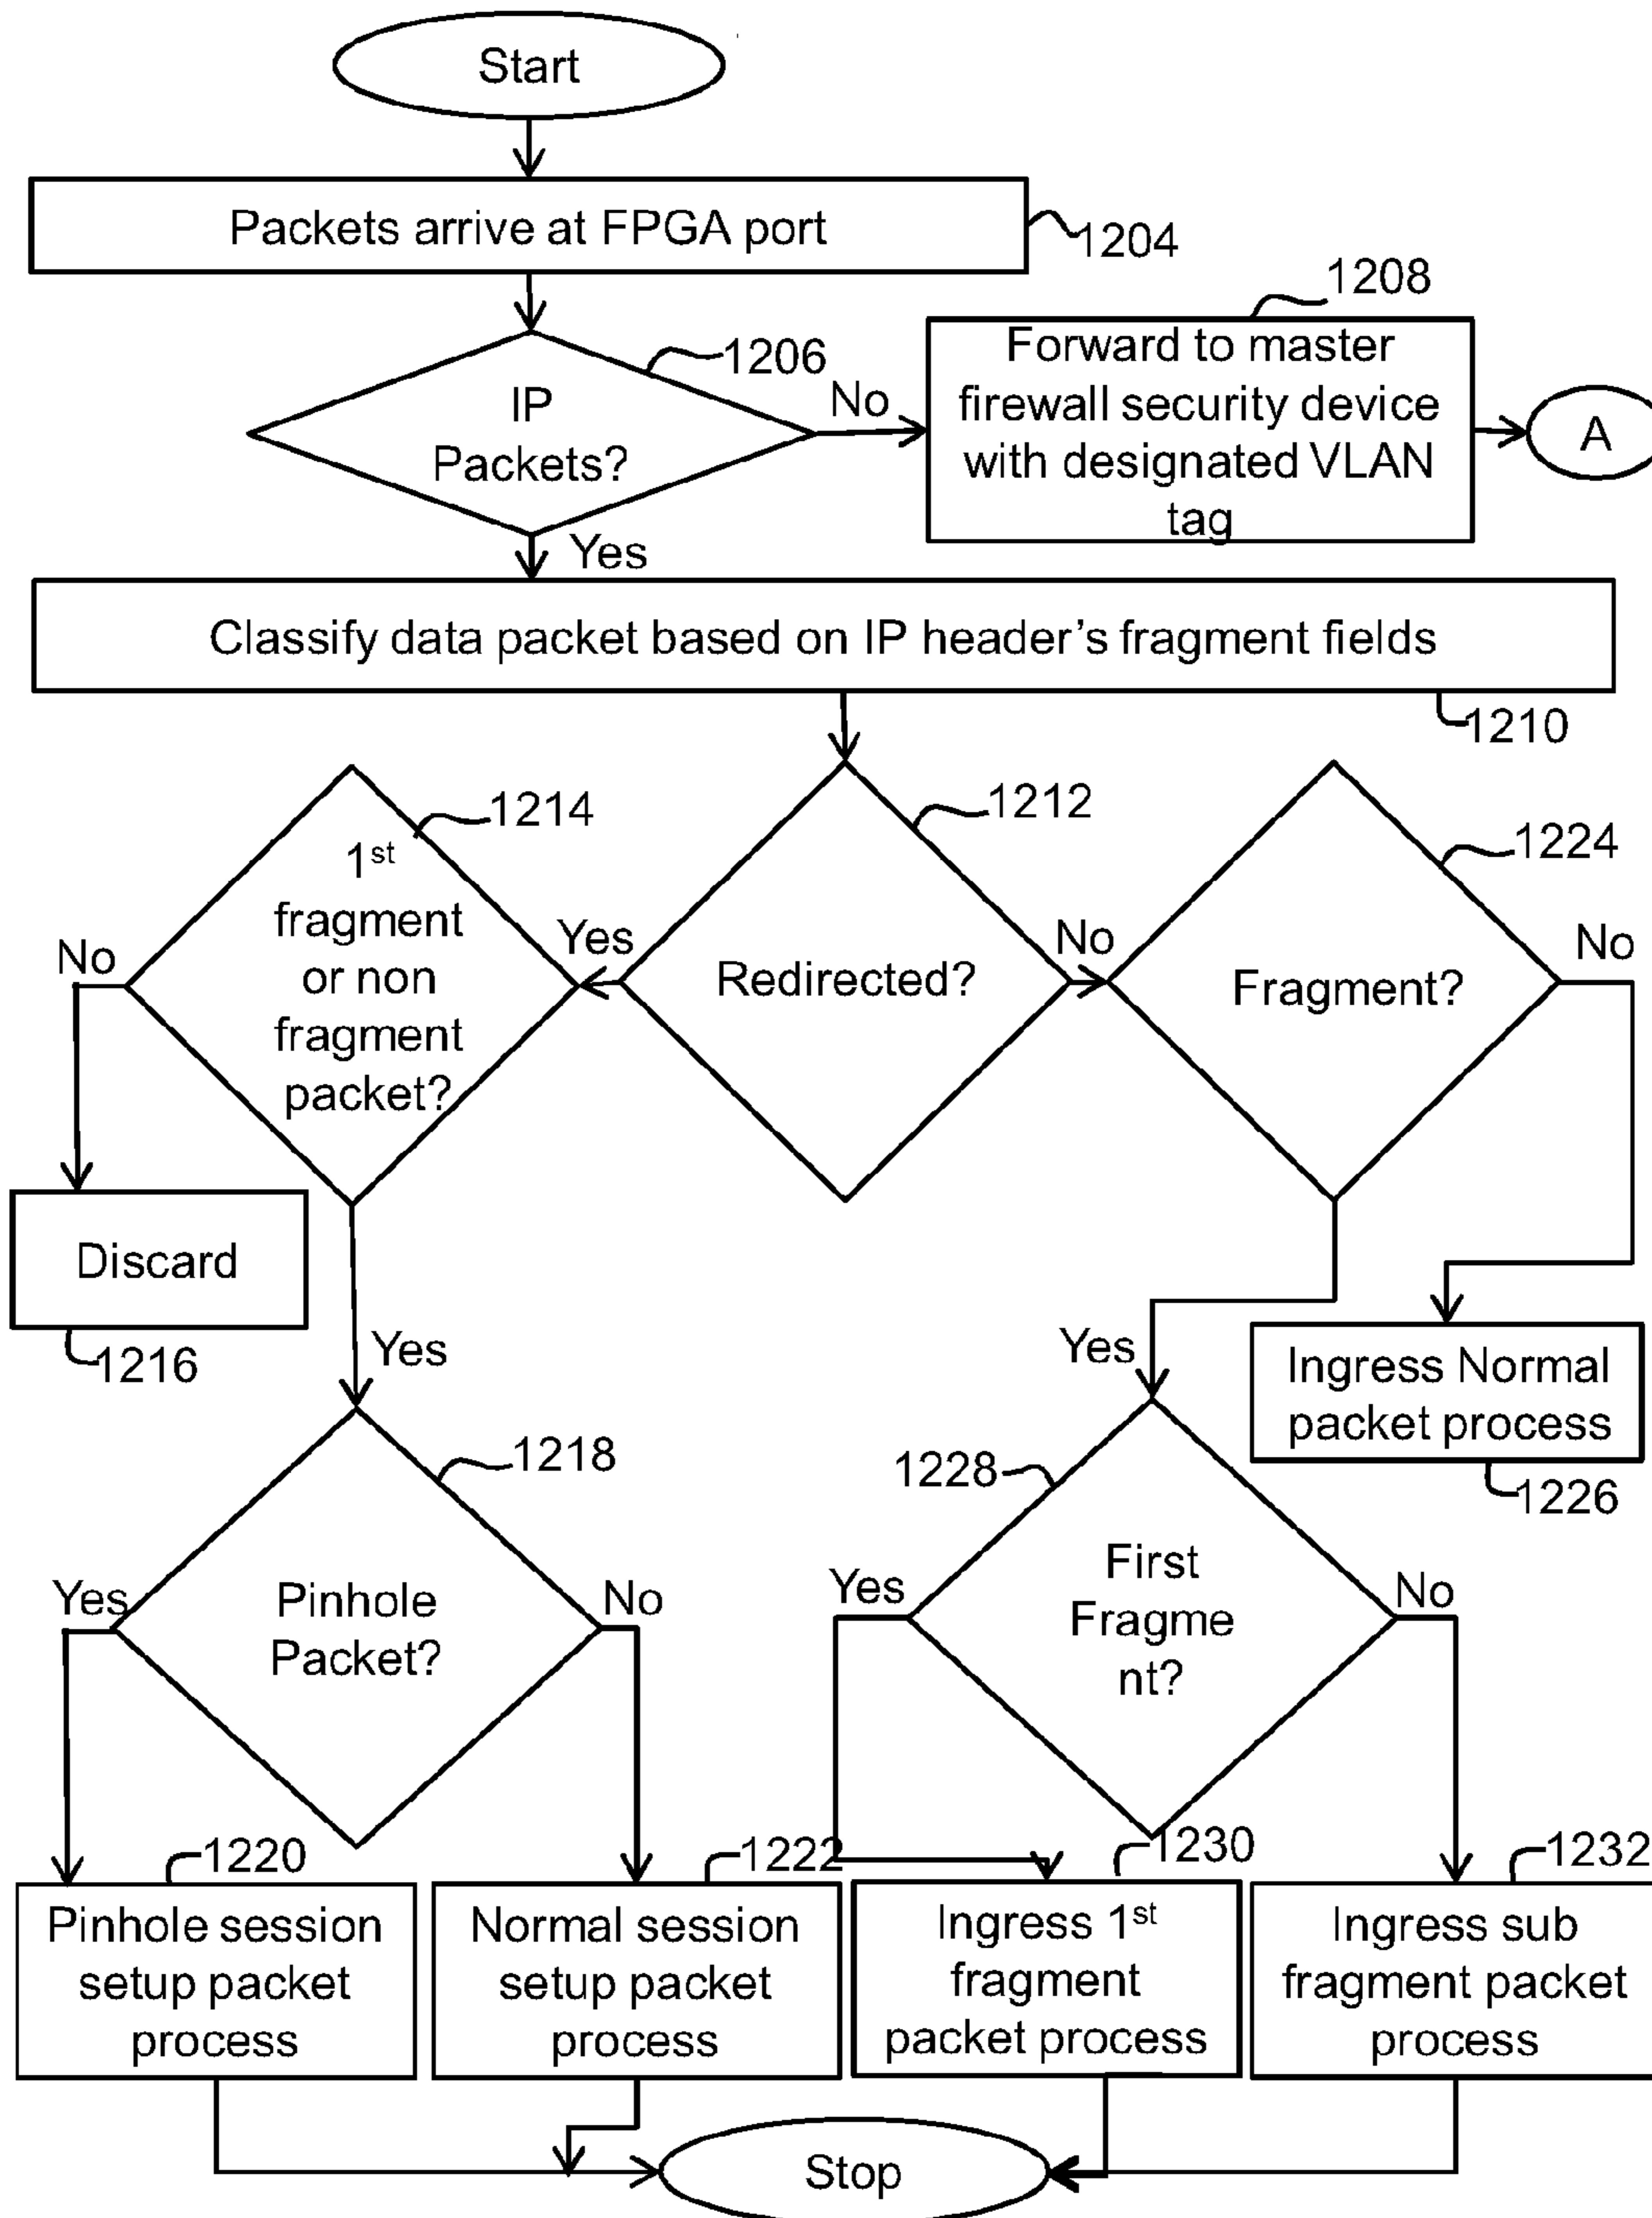 Start
Packets arrive at FPGA port
1204
1208
1206
IP
Packets?
No
Forward to master
firewall security device
with designated VLAN
tag
A
Yes
Classify data packet based on IP header’s fragment fields
1210
1214
1212
1224
1st
fragment
or non
fragment
packet?
No
Yes
Redirected?
No
Fragment?
No
Discard
1216
Yes
Yes
Ingress Normal
packet process
1226
1218
1228
Pinhole
Packet?
Yes
No
First
Fragme
nt?
Yes
No
1220
1222
1230
1232
Pinhole session
setup packet
process
Normal session
setup packet
process
Ingress 1st
fragment
packet process
Ingress sub
fragment packet
process
Stop